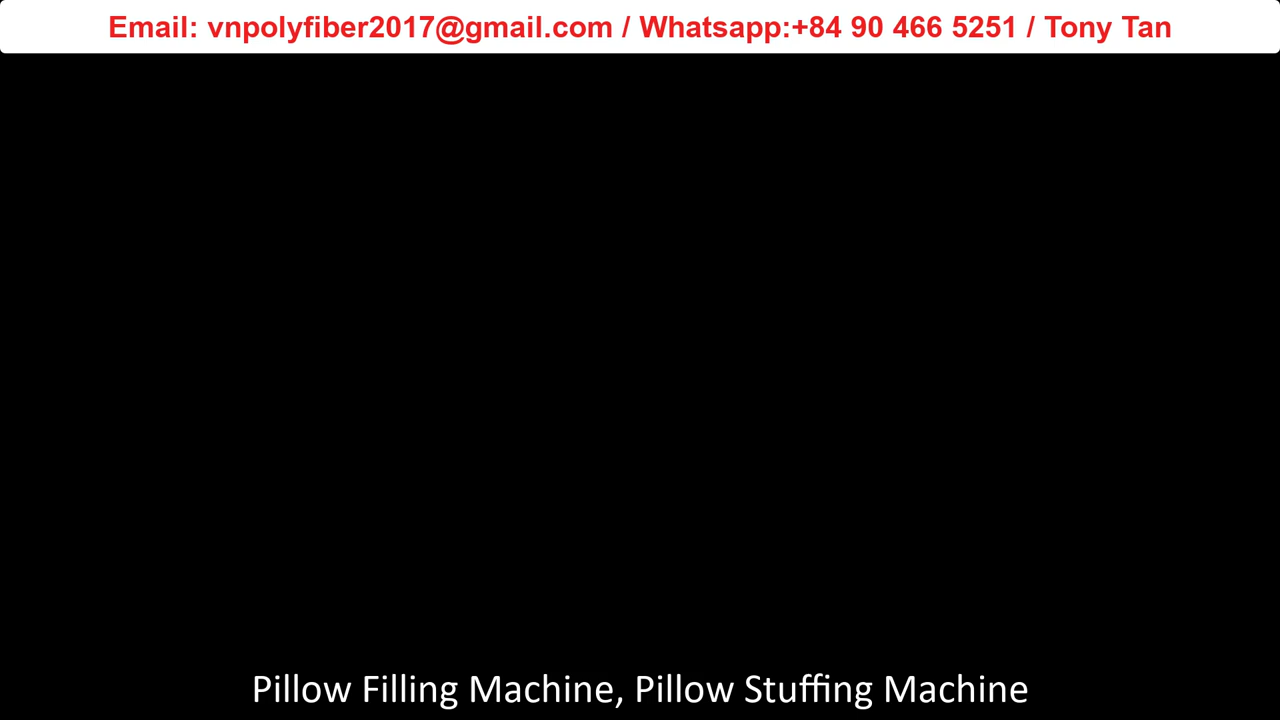 Email: vnpolyfiber2017@gmail.com / Whatsapp:+84 90 466 5251 / Tony Tan
Pillow Filling Machine, Pillow Stuffing Machine